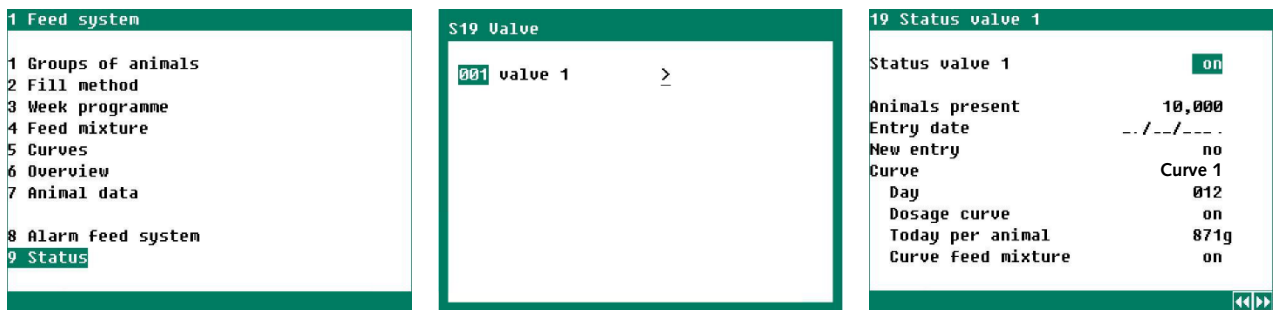 1 Feed system
1 Groups of animals
2 Fill method
3 Week programme
4 Feed mixture
5 Curves
6 Overview
7 Animal data
8 Alarm feed system
9 Status
S19 Valve
001 valve 1 >
19 Status valve 1
Status valve 1 on
Animals present 10,000
Entry date _./__/___.
New entry no
Curve Curve 1
Day 012
Dosage curve on
Today per animal 871g
Curve feed mixture on